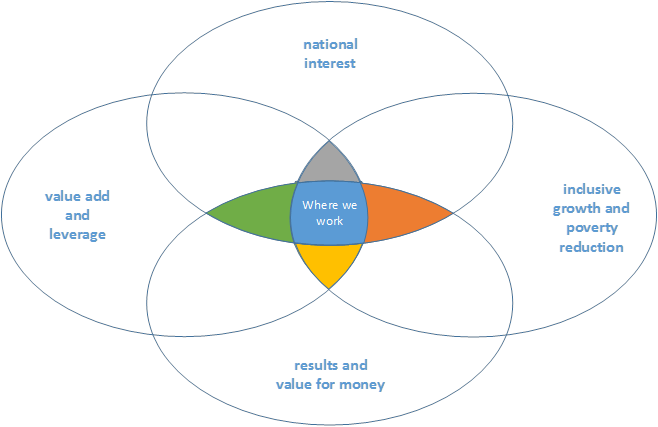 national
interest
value add
and
leverage
Where we
work
inclusive
growth and
poverty
reduction
results and
value for money